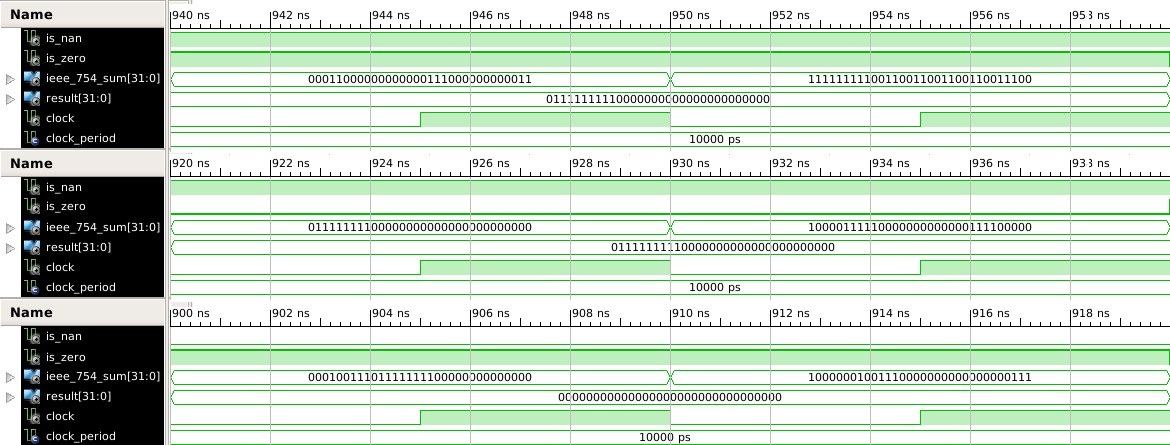 Name 940 ns 942 ns 944 ns 946 ns 948 ns 950 ns 952 ns 954 ns 956 ns 958 ns
is_nan
is_zero
ieee_754_sum[31:0] 00011000000000000111000000000011 11111111100110011001100110011100
result[31:0] 01111111110000000000000000000000
clock
clock_period 10000 ps
Name 920 ns 922 ns 924 ns 926 ns 928 ns 930 ns 932 ns 934 ns 936 ns 938 ns
is_nan
is_zero
ieee_754_sum[31:0] 01111111110000000000000000000000 10000111110000000000000111100000
result[31:0] 01111111110000000000000000000000
clock
clock_period 10000 ps
Name 900 ns 902 ns 904 ns 906 ns 908 ns 910 ns 912 ns 914 ns 916 ns 918 ns
is_nan
is_zero
ieee_754_sum[31:0] 00010011101111111110000000000000 10000001001110000000000000000111
result[31:0] 00000000000000000000000000000000
clock
clock_period 10000 ps